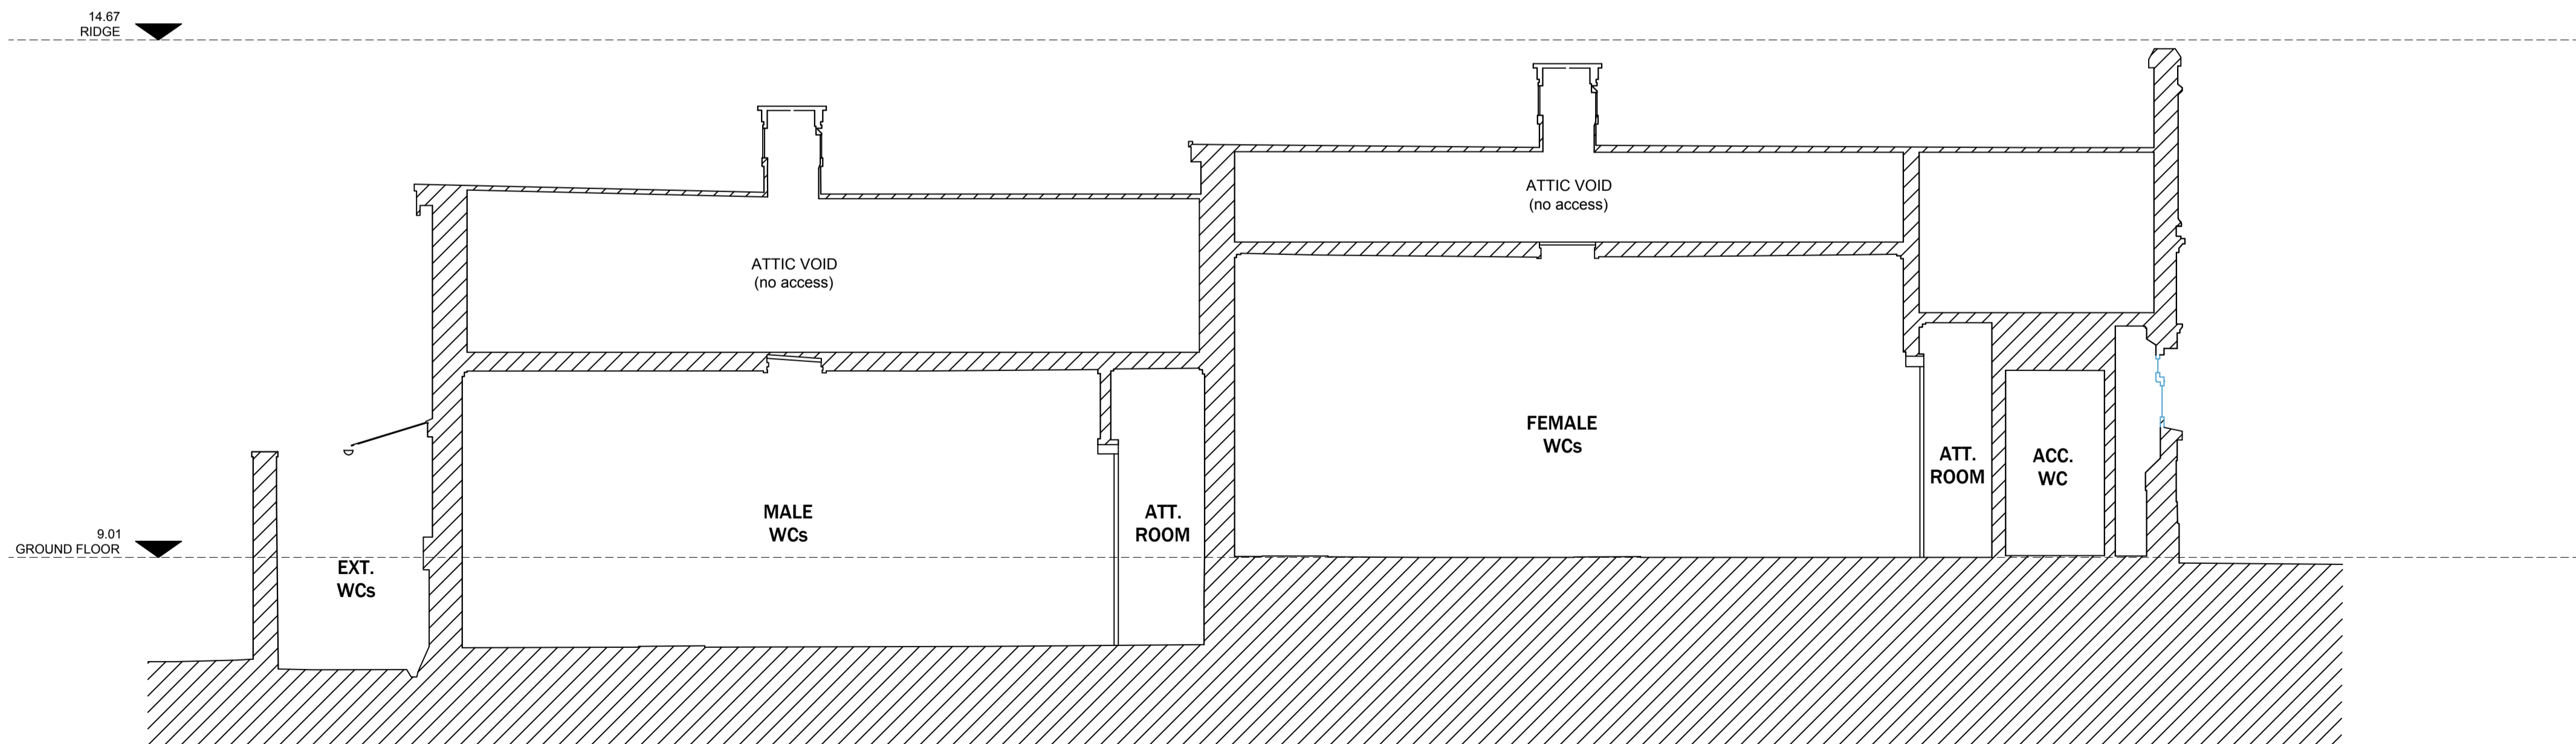 14.67
RIDGE
ATTIC VOID
(no access)
ATTIC VOID
(no access)
FEMALE
WCs
ATT.
ROOM
ACC.
WC
MALE
WCs
ATT.
ROOM
9.01
GROUND FLOOR
EXT.
WCs